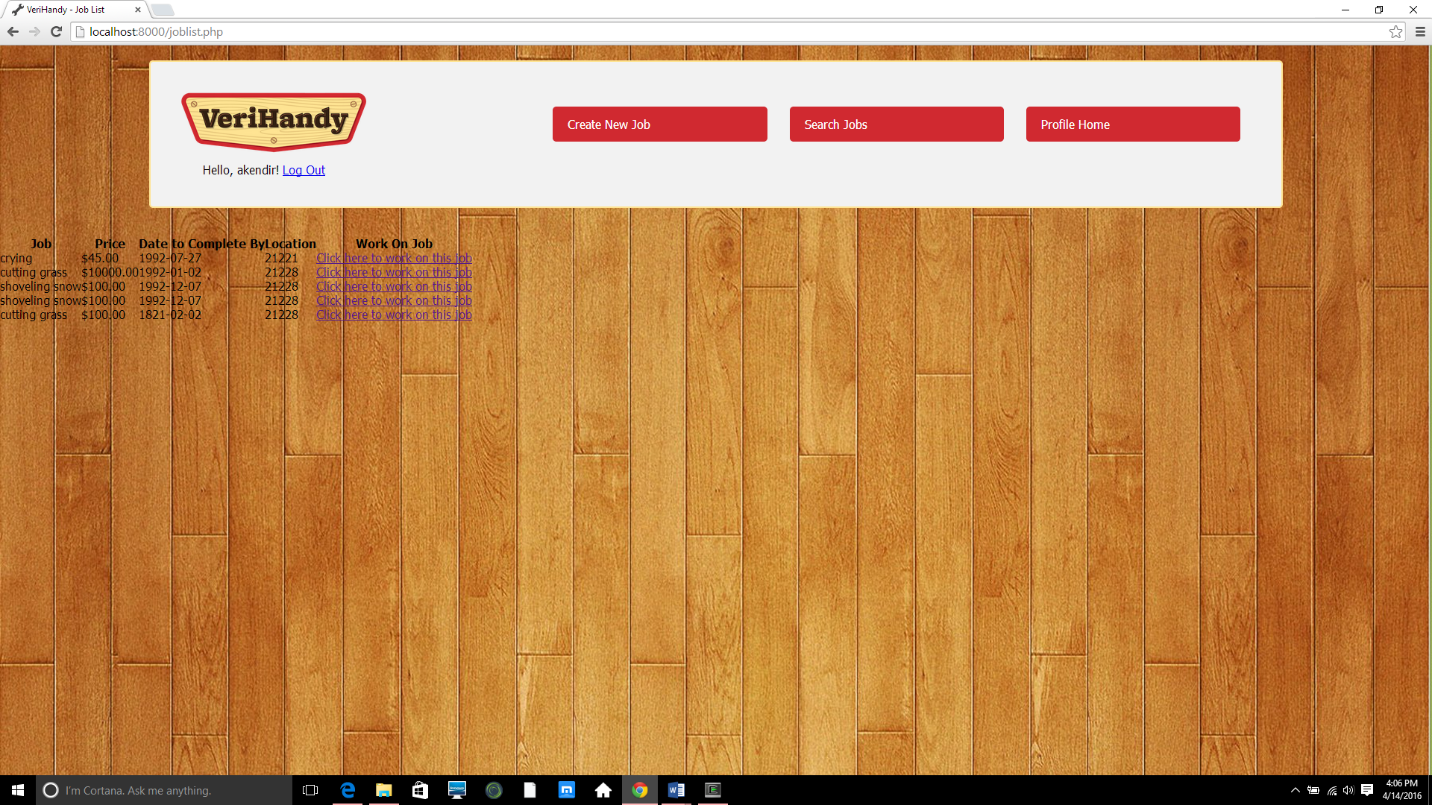 VeriHandy - Job List
localhost:8000/joblist.php
VeriHandy
Create New Job Search Jobs Profile Home
Hello, akendir! Log Out
Job Price Date to Complete By Location Work On Job
crying $45.00 1992-07-27 21221 Click here to work on this job
cutting grass $10000.00 1992-01-02 21228 Click here to work on this job
shoveling snow $100.00 1992-12-07 21228 Click here to work on this job
shoveling snow $100.00 1992-12-07 21228 Click here to work on this job
cutting grass $100.00 1821-02-02 21228 Click here to work on this job
I'm Cortana. Ask me anything.
4:06 PM
4/14/2016